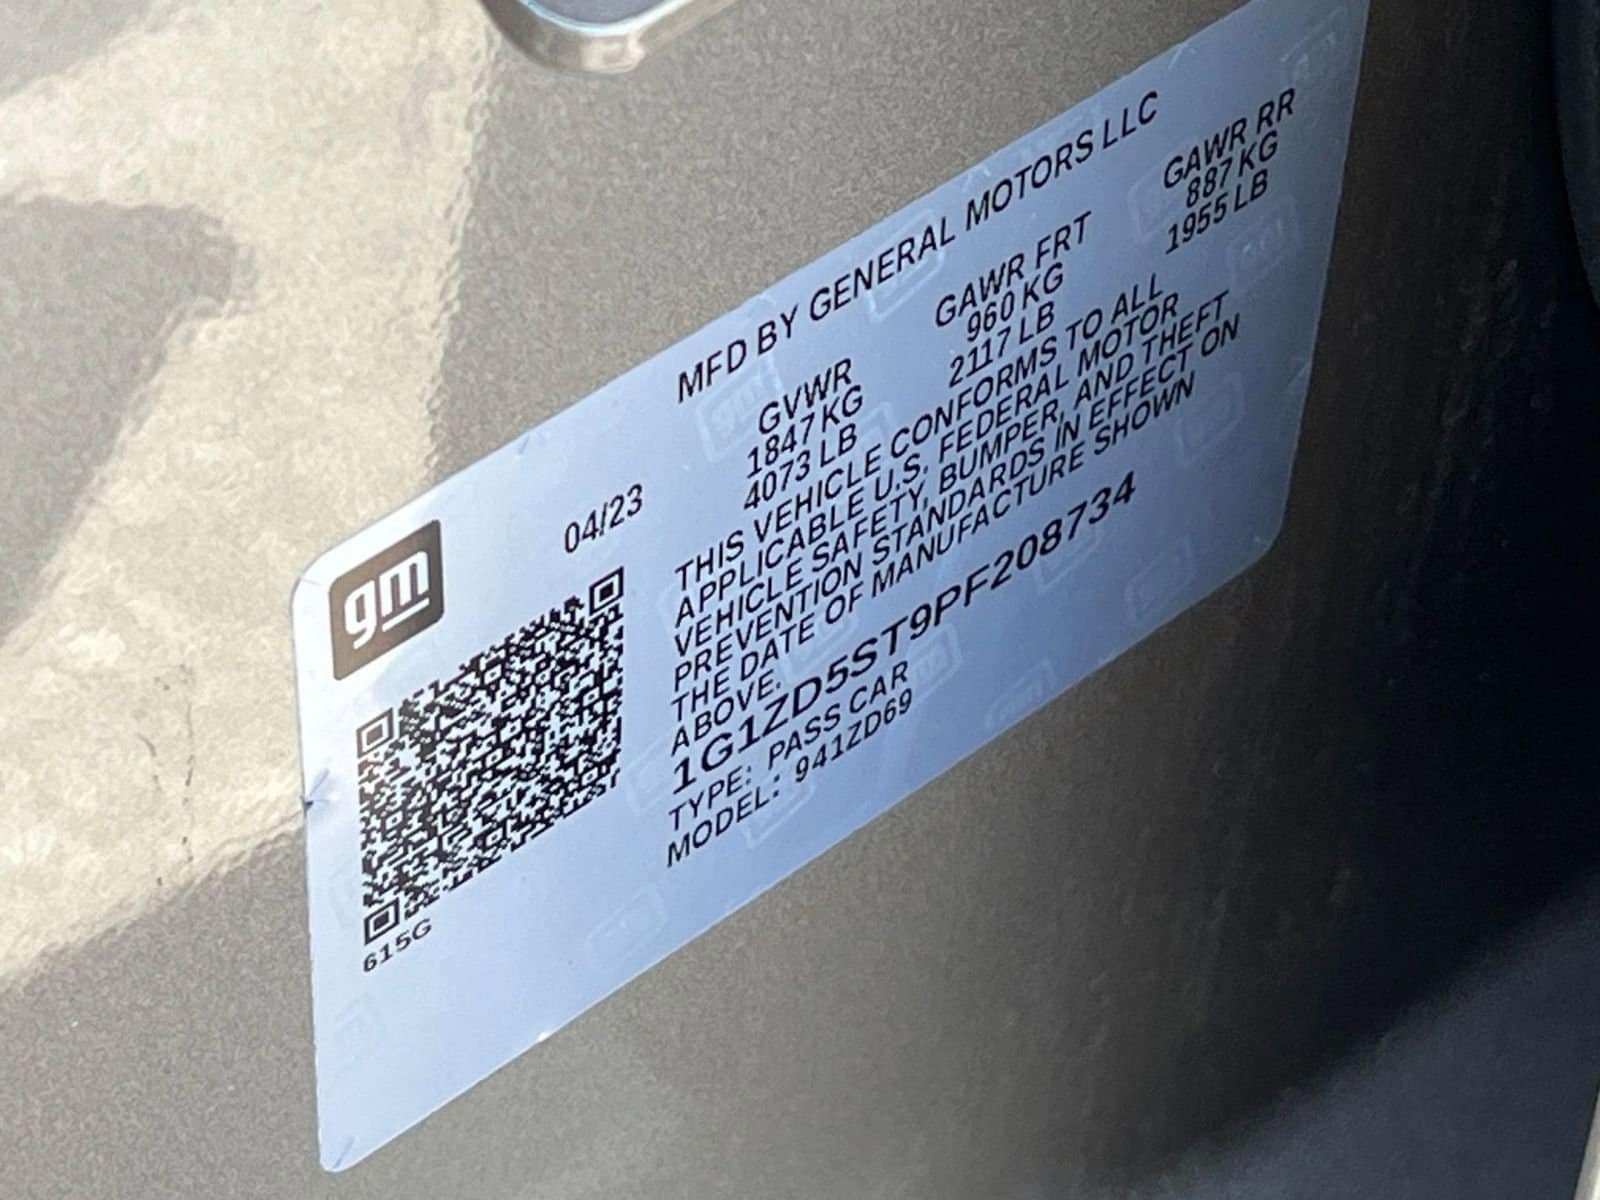 MFD BY GENERAL MOTORS LLC
gm
04/23
GVWR
1847 KG
4073 LB
GAWR FRT
960 KG
2117 LB
GAWR RR
887 KG
1955 LB
THIS VEHICLE CONFORMS TO ALL
APPLICABLE U.S. FEDERAL MOTOR
VEHICLE SAFETY, BUMPER, AND THEFT
PREVENTION STANDARDS IN EFFECT ON
THE DATE OF MANUFACTURE SHOWN
ABOVE.
1G1ZD5ST9PF208734
TYPE: PASS CAR
MODEL: 941ZD69
615G